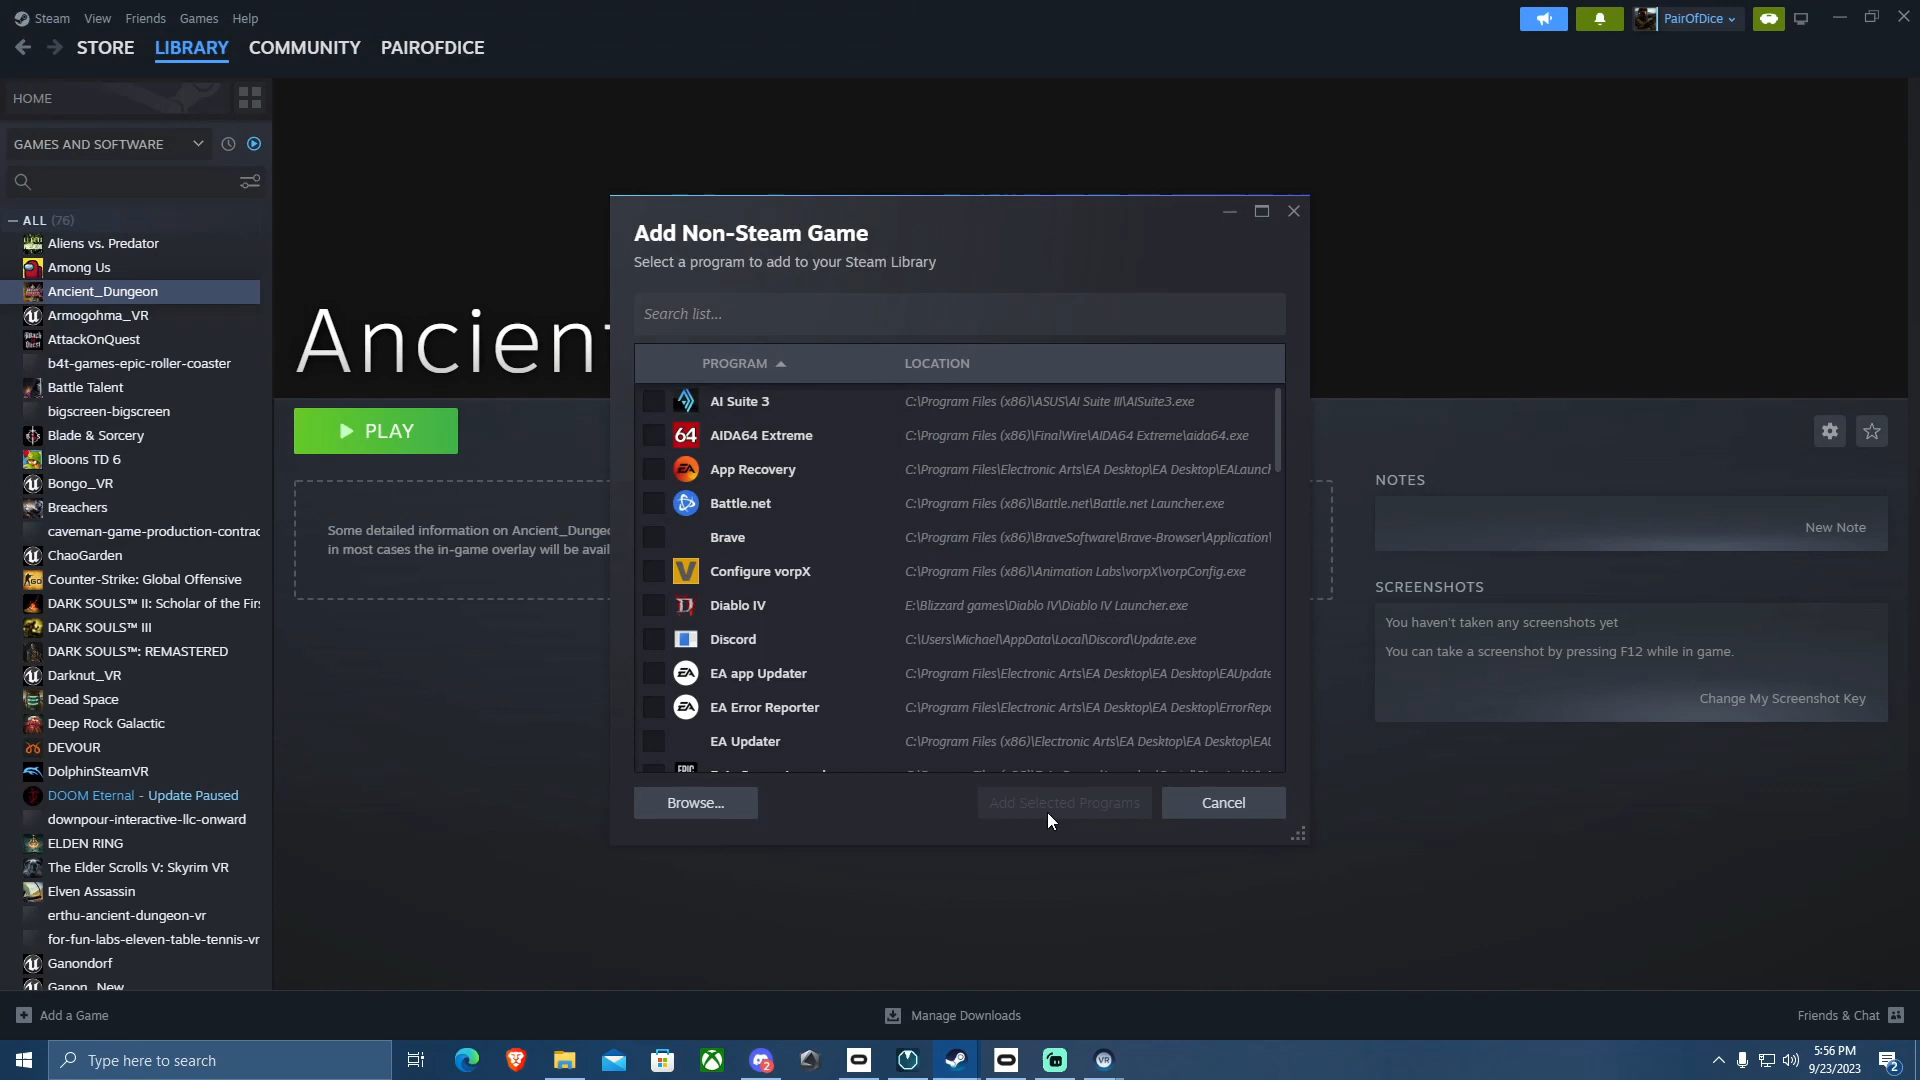 Steam View Friends Games Help
PairOfDice
STORE LIBRARY COMMUNITY PAIROFDICE
HOME
GAMES AND SOFTWARE
ALL (76)
Aliens vs. Predator
Among Us
Ancient_Dungeon
Armogohma_VR
AttackOnQuest
b4t-games-epic-roller-coaster
Battle Talent
bigscreen-bigscreen
Blade & Sorcery
Bloons TD 6
Bongo_VR
Breachers
caveman-game-production-contrac
ChaoGarden
Counter-Strike: Global Offensive
DARK SOULS™ II: Scholar of the Firs
DARK SOULS™ III
DARK SOULS™: REMASTERED
Darknut_VR
Dead Space
Deep Rock Galactic
DEVOUR
DolphinSteamVR
DOOM Eternal - Update Paused
downpour-interactive-llc-onward
ELDEN RING
The Elder Scrolls V: Skyrim VR
Elven Assassin
erthu-ancient-dungeon-vr
for-fun-labs-eleven-table-tennis-vr
Ganondorf
Ganon_New
Add a Game
Ancient
PLAY
Some detailed information on Ancient_Dungeo
in most cases the in-game overlay will be avail
Add Non-Steam Game
Select a program to add to your Steam Library
Search list...
PROGRAM LOCATION
AI Suite 3 C:\Program Files (x86)\ASUS\AI Suite III\AISuite3.exe
64 AIDA64 Extreme C:\Program Files (x86)\FinalWire\AIDA64 Extreme\aida64.exe
App Recovery C:\Program Files\Electronic Arts\EA Desktop\EA Desktop\EALaunch
Battle.net C:\Program Files (x86)\Battle.net\Battle.net Launcher.exe
Brave C:\Program Files (x86)\BraveSoftware\Brave-Browser\Application\
Configure vorpX C:\Program Files (x86)\Animation Labs\vorpX\vorpConfig.exe
Diablo IV E:\Blizzard games\Diablo IV\Diablo IV Launcher.exe
Discord C:\Users\Michael\AppData\Local\Discord\Update.exe
EA app Updater C:\Program Files\Electronic Arts\EA Desktop\EA Desktop\EAUpdate
EA Error Reporter C:\Program Files\Electronic Arts\EA Desktop\EA Desktop\ErrorRepo
EA Updater C:\Program Files (x86)\Electronic Arts\EA Desktop\EA Desktop\EAU
Browse... Add Selected Programs Cancel
NOTES
New Note
SCREENSHOTS
You haven't taken any screenshots yet
You can take a screenshot by pressing F12 while in game.
Change My Screenshot Key
Manage Downloads
Friends & Chat
Type here to search
5:56 PM
9/23/2023